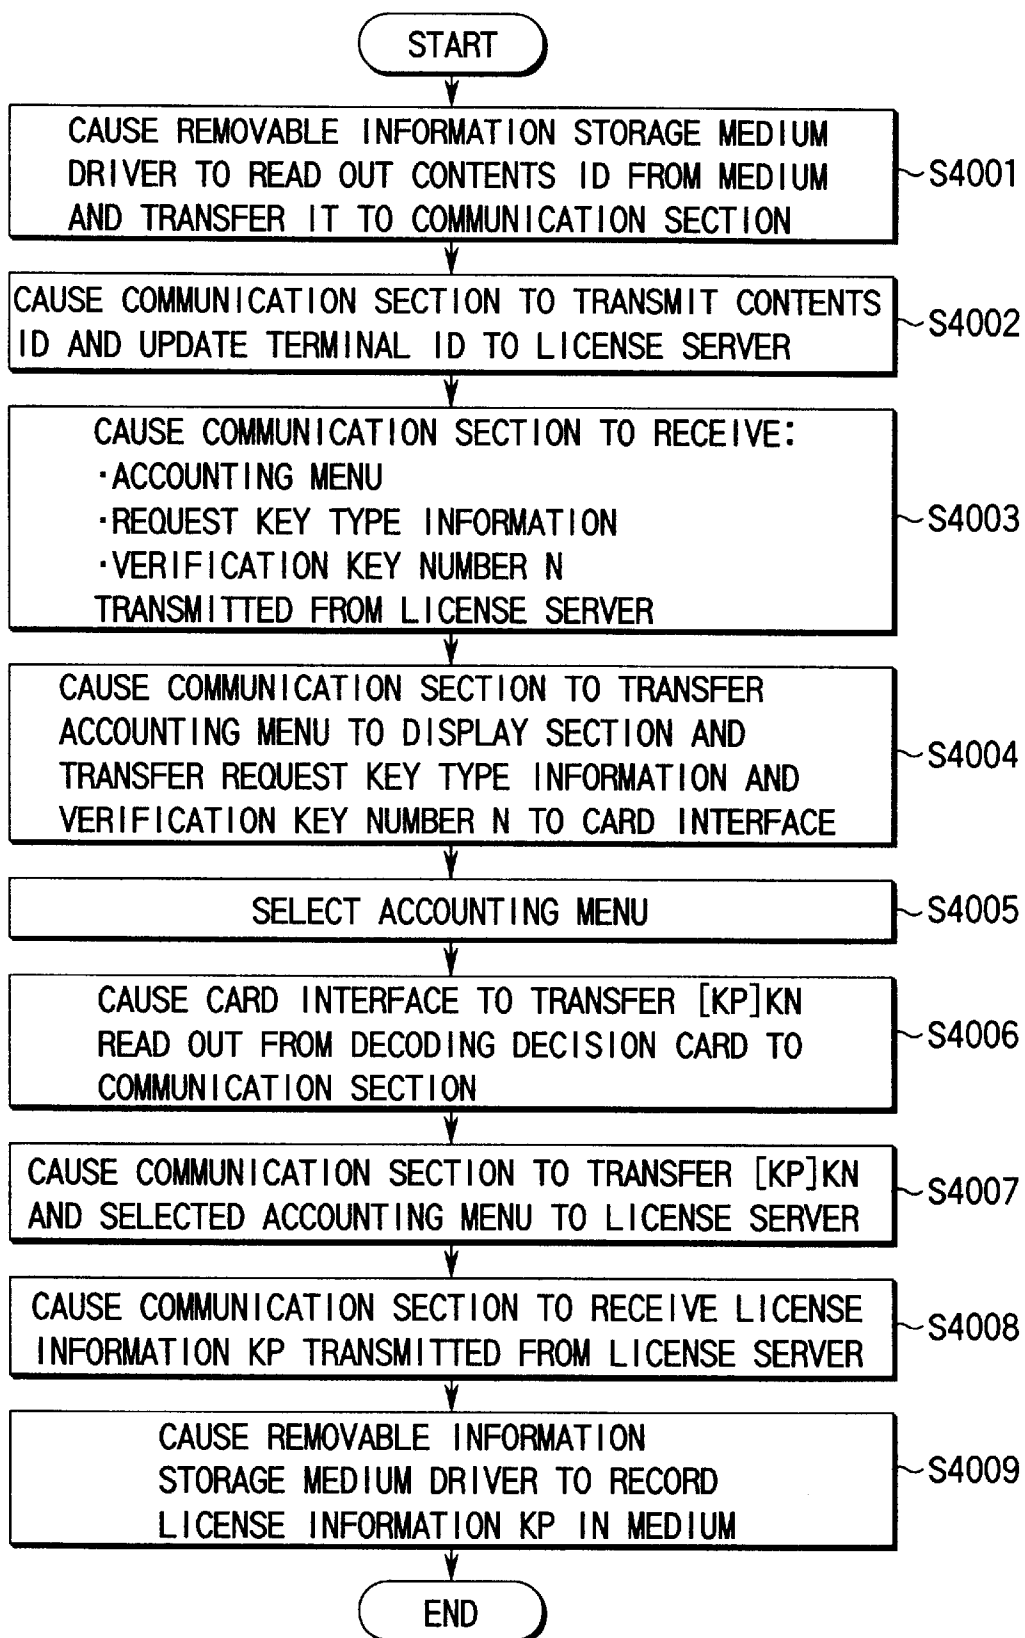 START
CAUSE REMOVABLE INFORMATION STORAGE MEDIUM
DRIVER TO READ OUT CONTENTS ID FROM MEDIUM
AND TRANSFER IT TO COMMUNICATION SECTION
S4001
CAUSE COMMUNICATION SECTION TO TRANSMIT CONTENTS
ID AND UPDATE TERMINAL ID TO LICENSE SERVER
S4002
CAUSE COMMUNICATION SECTION TO RECEIVE:
·ACCOUNTING MENU
·REQUEST KEY TYPE INFORMATION
·VERIFICATION KEY NUMBER N
TRANSMITTED FROM LICENSE SERVER
S4003
CAUSE COMMUNICATION SECTION TO TRANSFER
ACCOUNTING MENU TO DISPLAY SECTION AND
TRANSFER REQUEST KEY TYPE INFORMATION AND
VERIFICATION KEY NUMBER N TO CARD INTERFACE
S4004
SELECT ACCOUNTING MENU
S4005
CAUSE CARD INTERFACE TO TRANSFER [KP]KN
READ OUT FROM DECODING DECISION CARD TO
COMMUNICATION SECTION
S4006
CAUSE COMMUNICATION SECTION TO TRANSFER [KP]KN
AND SELECTED ACCOUNTING MENU TO LICENSE SERVER
S4007
CAUSE COMMUNICATION SECTION TO RECEIVE LICENSE
INFORMATION KP TRANSMITTED FROM LICENSE SERVER
S4008
CAUSE REMOVABLE INFORMATION
STORAGE MEDIUM DRIVER TO RECORD
LICENSE INFORMATION KP IN MEDIUM
S4009
END